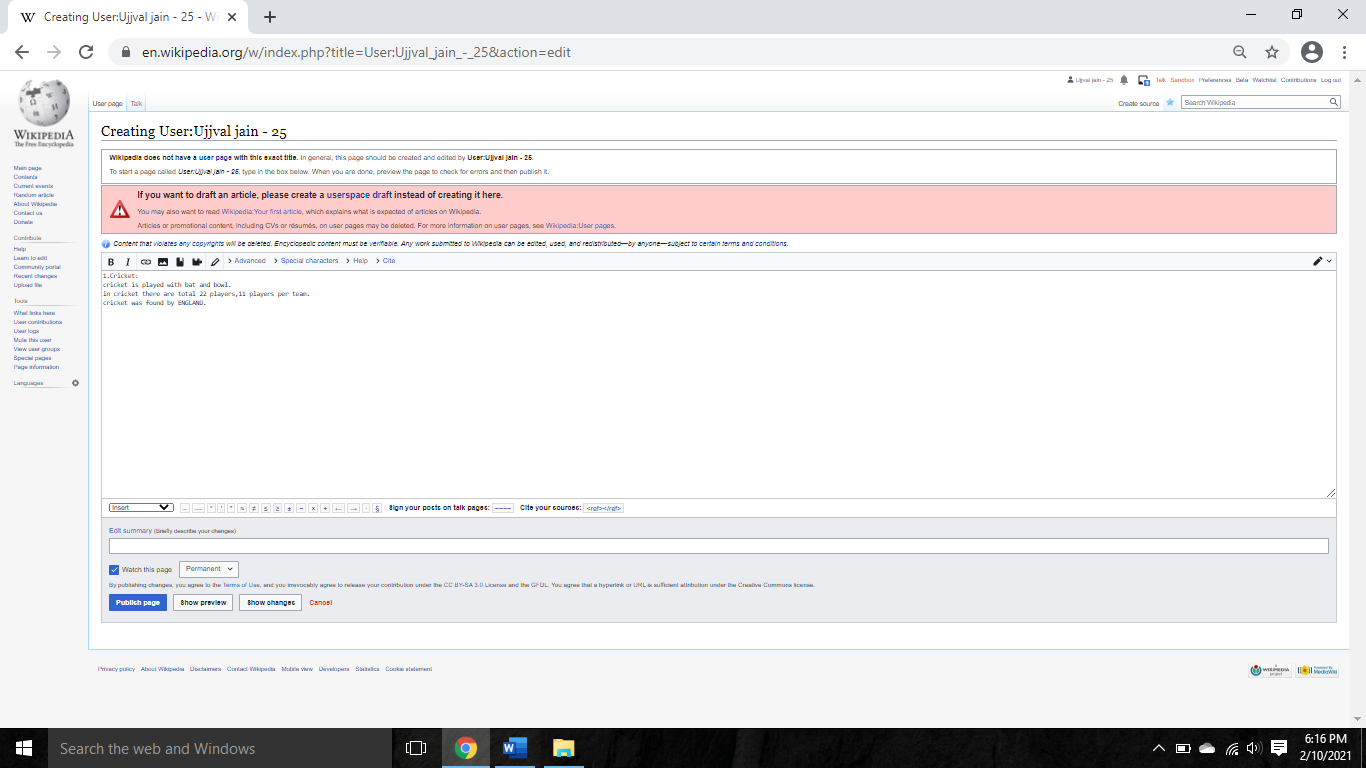 Creating User:Ujjval jain - 25 - W
en.wikipedia.org/w/index.php?title=User:Ujjval_jain_-_25&action=edit
Ujjval jain - 25 Talk Sandbox Preferences Beta Watchlist Contributions Log out
User page Talk Create source Search Wikipedia
WIKIPEDIA
The Free Encyclopedia
Main page
Contents
Current events
Random article
About Wikipedia
Contact us
Donate
Contribute
Help
Learn to edit
Community portal
Recent changes
Upload file
Tools
What links here
User contributions
User logs
Mute this user
View user groups
Special pages
Page information
Languages
Creating User:Ujjval jain - 25
Wikipedia does not have a user page with this exact title. In general, this page should be created and edited by User:Ujjval jain - 25.
To start a page called User:Ujjval jain - 25, type in the box below. When you are done, preview the page to check for errors and then publish it.
If you want to draft an article, please create a userspace draft instead of creating it here.
You may also want to read Wikipedia:Your first article, which explains what is expected of articles on Wikipedia.
Articles or promotional content, including CVs or résumés, on user pages may be deleted. For more information on user pages, see Wikipedia:User pages.
Content that violates any copyrights will be deleted. Encyclopedic content must be verifiable. Any work submitted to Wikipedia can be edited, used, and redistributed—by anyone—subject to certain terms and conditions.
B I Advanced Special characters Help Cite
1.Cricket:
cricket is played with bat and bowl.
in cricket there are total 22 players,11 players per team.
cricket was found by ENGLAND.
Insert – — ° ′ ″ ≈ ≠ ≤ ≥ ± − × ÷ ← → · § Sign your posts on talk pages: ~~~~ Cite your sources: <ref></ref>
Edit summary (Briefly describe your changes)
Watch this page Permanent
By publishing changes, you agree to the Terms of Use, and you irrevocably agree to release your contribution under the CC BY-SA 3.0 License and the GFDL. You agree that a hyperlink or URL is sufficient attribution under the Creative Commons license.
Publish page Show preview Show changes Cancel
Privacy policy About Wikipedia Disclaimers Contact Wikipedia Mobile view Developers Statistics Cookie statement
A WIKIMEDIA project Powered By MediaWiki
Search the web and Windows
6:16 PM
2/10/2021